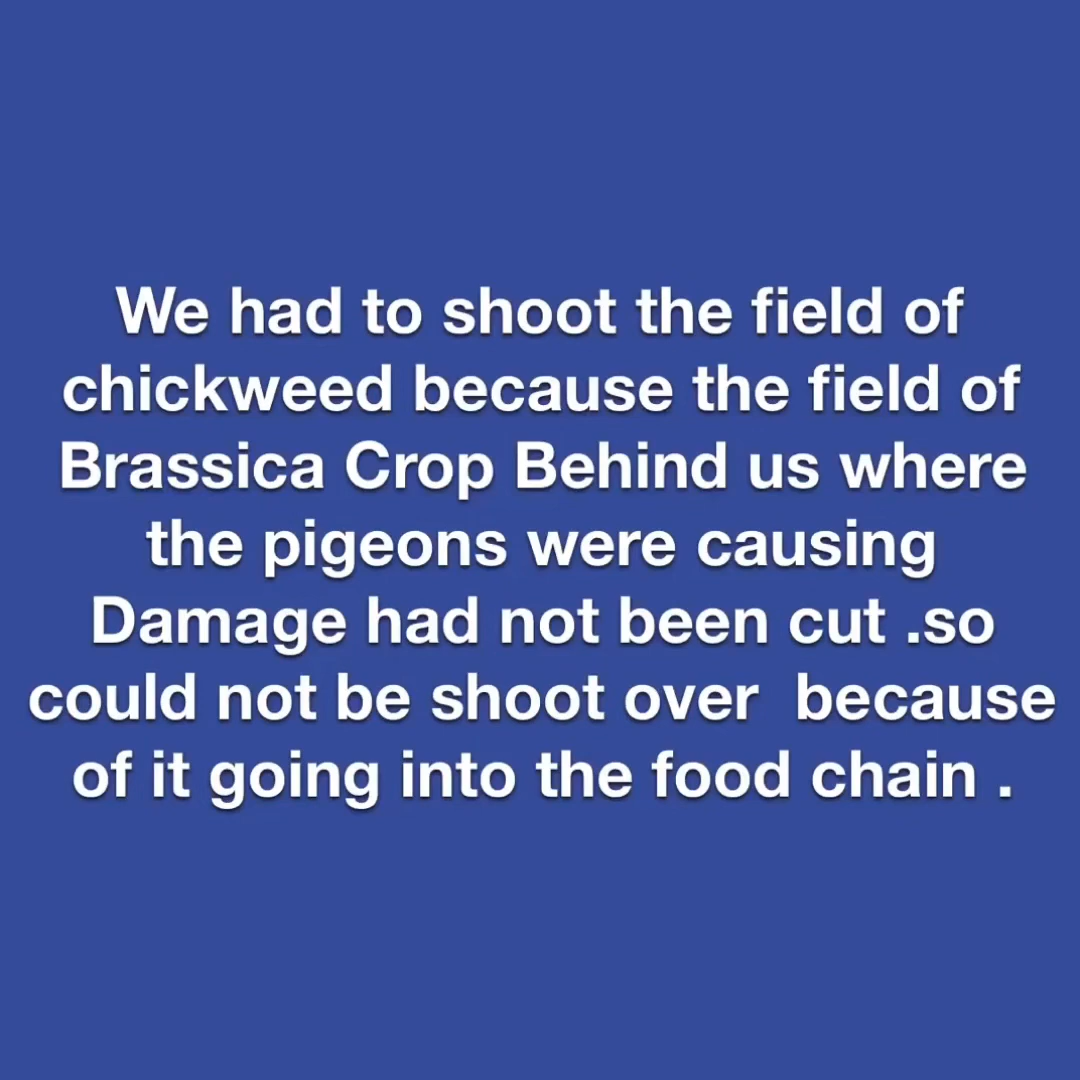 We had to shoot the field of
chickweed because the field of
Brassica Crop Behind us where
the pigeons were causing
Damage had not been cut .so
could not be shoot over  because
of it going into the food chain .